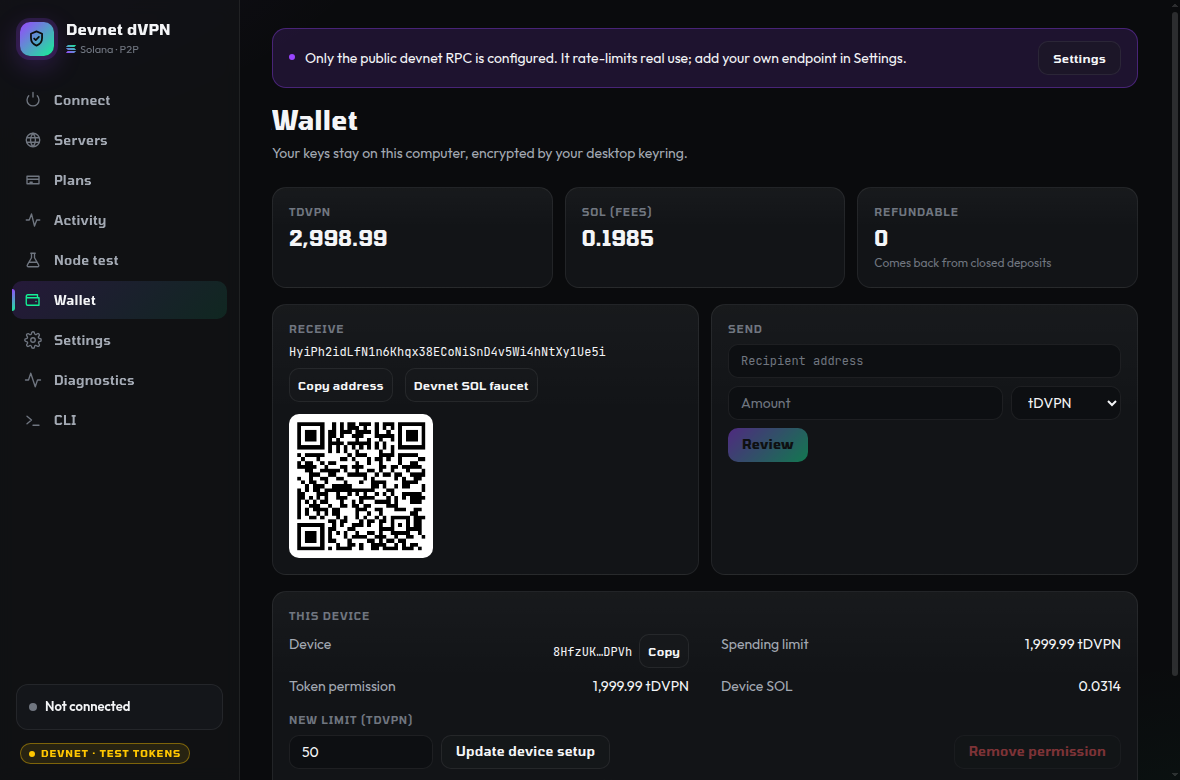 Devnet dVPN
Solana · P2P
Connect
Servers
Plans
Activity
Node test
Wallet
Settings
Diagnostics
CLI
Not connected
DEVNET · TEST TOKENS
Only the public devnet RPC is configured. It rate-limits real use; add your own endpoint in Settings.
Settings
Wallet
Your keys stay on this computer, encrypted by your desktop keyring.
TDVPN
2,998.99
SOL (FEES)
0.1985
REFUNDABLE
0
Comes back from closed deposits
RECEIVE
HyiPh2idLfN1n6Khqx38ECoNiSnD4v5Wi4hNtXy1Ue5i
Copy address
Devnet SOL faucet
SEND
Recipient address
Amount
tDVPN
Review
THIS DEVICE
Device
8HfzUK…DPVh
Copy
Spending limit
1,999.99 tDVPN
Token permission
1,999.99 tDVPN
Device SOL
0.0314
NEW LIMIT (TDVPN)
50
Update device setup
Remove permission